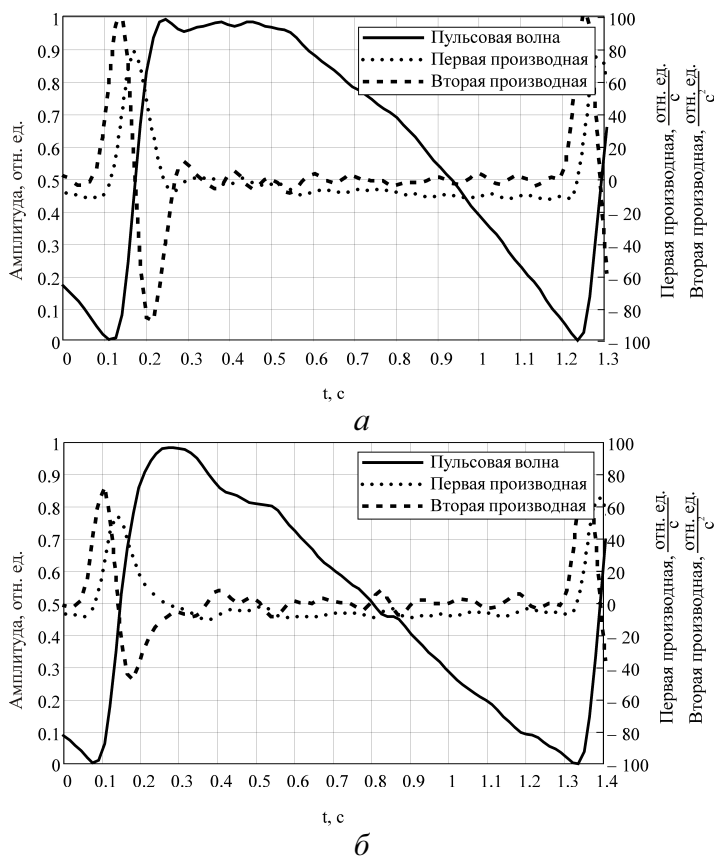 1
0.9
0.8
0.7
0.6
0.5
0.4
0.3
0.2
0.1
0
Амплитуда, отн. ед.
Пульсовая волна
Первая производная
Вторая производная
100
80
60
40
20
0
– 20
– 40
– 60
– 80
– 100
Первая производная, отн. ед. / с
Вторая производная, отн. ед. / с²
0 0.1 0.2 0.3 0.4 0.5 0.6 0.7 0.8 0.9 1 1.1 1.2 1.3
t, с
а
1
0.9
0.8
0.7
0.6
0.5
0.4
0.3
0.2
0.1
0
Амплитуда, отн. ед.
Пульсовая волна
Первая производная
Вторая производная
100
80
60
40
20
0
– 20
– 40
– 60
– 80
– 100
Первая производная, отн. ед. / с
Вторая производная, отн. ед. / с²
0 0.1 0.2 0.3 0.4 0.5 0.6 0.7 0.8 0.9 1 1.1 1.2 1.3 1.4
t, с
б